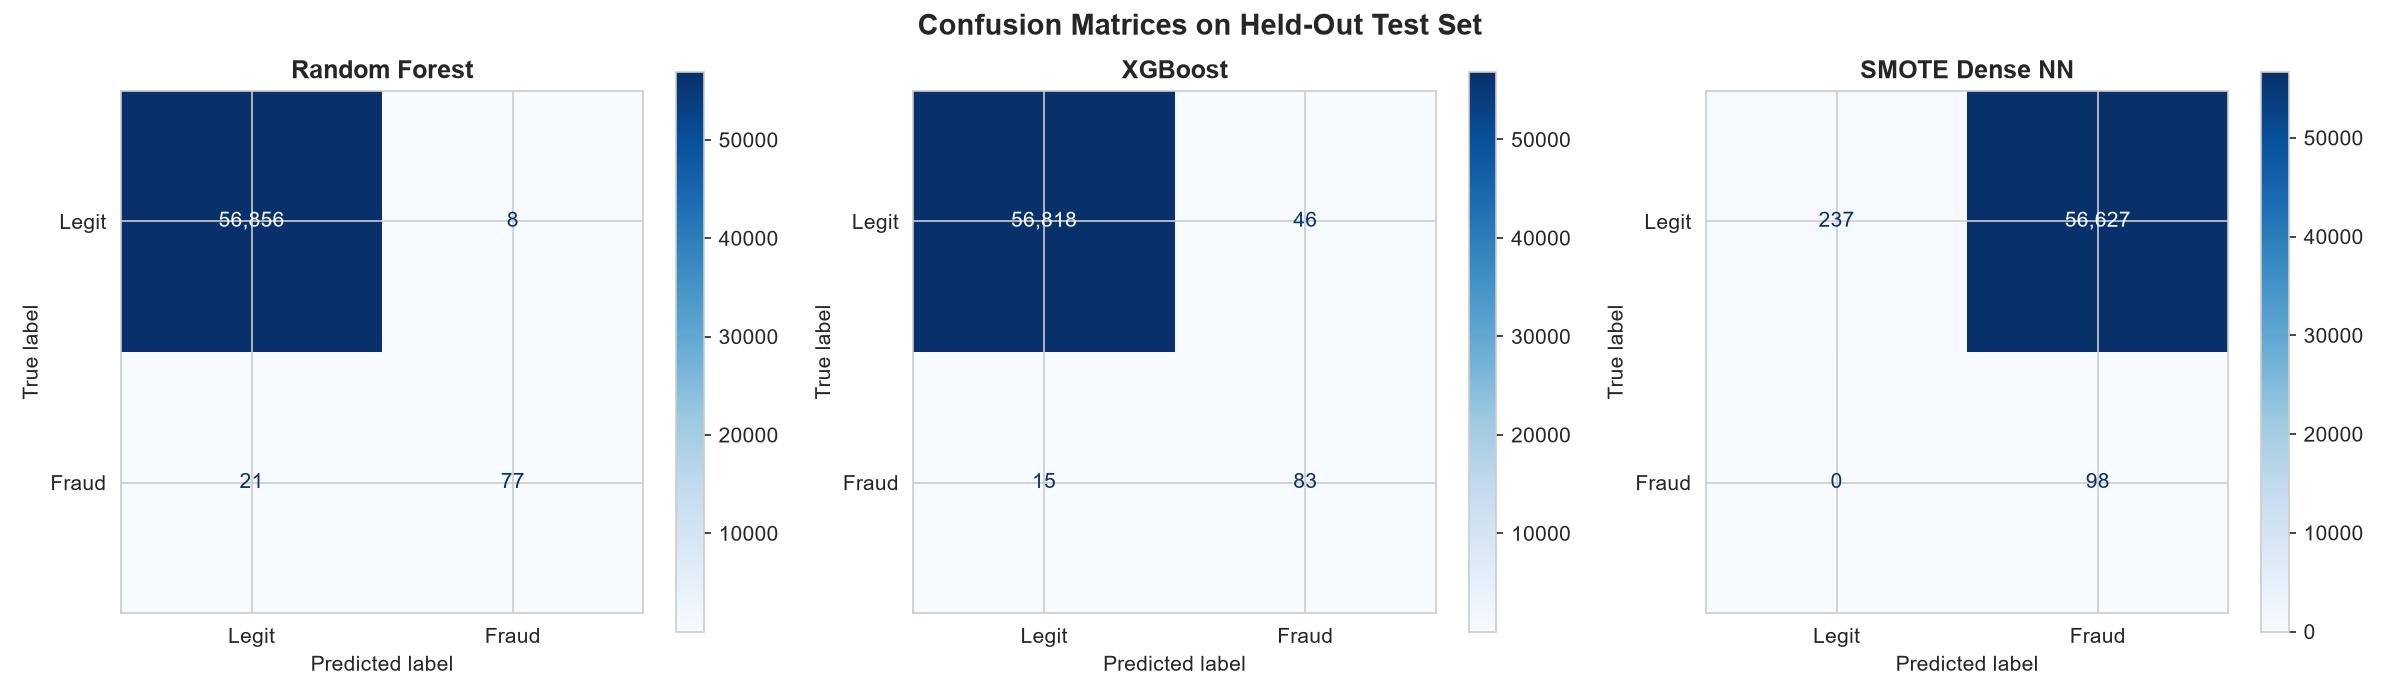 Confusion Matrices on Held-Out Test Set
Random Forest
True label
Legit
Fraud
56,856
8
21
77
Legit
Fraud
Predicted label
50000
40000
30000
20000
10000
XGBoost
True label
Legit
Fraud
56,818
46
15
83
Legit
Fraud
Predicted label
50000
40000
30000
20000
10000
SMOTE Dense NN
True label
Legit
Fraud
237
56,627
0
98
Legit
Fraud
Predicted label
50000
40000
30000
20000
10000
0